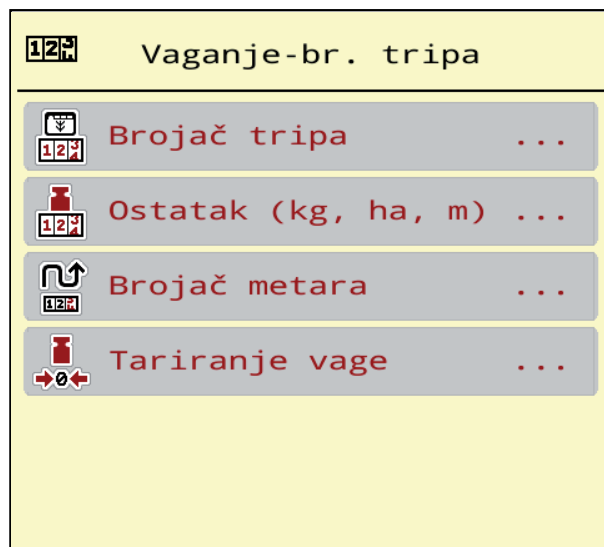 Vaganje-br. tripa
Brojač tripa ...
Ostatak (kg, ha, m) ...
Brojač metara ...
Tariranje vage ...